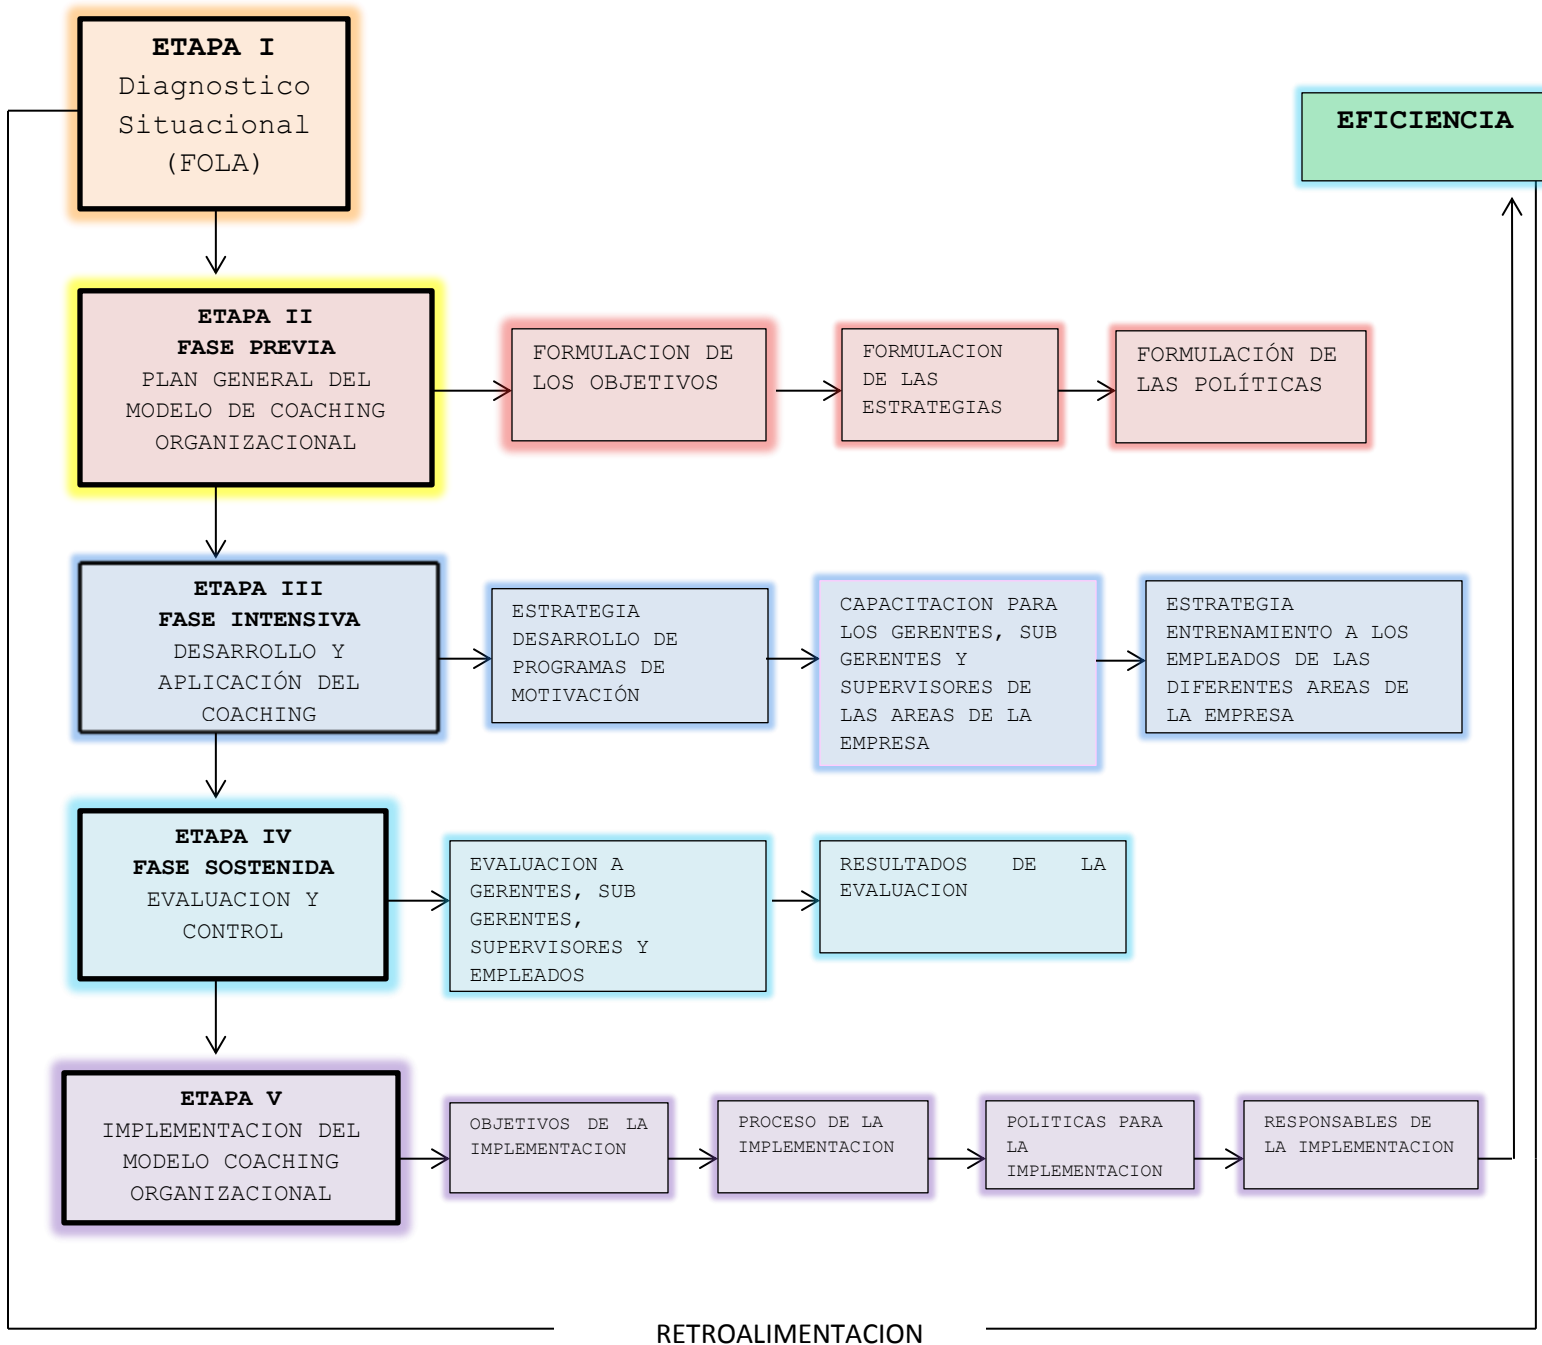 ETAPA I
Diagnostico
Situacional
(FOLA)
EFICIENCIA
ETAPA II
FASE PREVIA
PLAN GENERAL DEL
MODELO DE COACHING
ORGANIZACIONAL
FORMULACION DE
LOS OBJETIVOS
FORMULACION
DE LAS
ESTRATEGIAS
FORMULACIÓN DE
LAS POLÍTICAS
ETAPA III
FASE INTENSIVA
DESARROLLO Y
APLICACIÓN DEL
COACHING
ESTRATEGIA
DESARROLLO DE
PROGRAMAS DE
MOTIVACIÓN
CAPACITACION PARA
LOS GERENTES, SUB
GERENTES Y
SUPERVISORES DE
LAS AREAS DE LA
EMPRESA
ESTRATEGIA
ENTRENAMIENTO A LOS
EMPLEADOS DE LAS
DIFERENTES AREAS DE
LA EMPRESA
ETAPA IV
FASE SOSTENIDA
EVALUACION Y
CONTROL
EVALUACION A
GERENTES, SUB
GERENTES,
SUPERVISORES Y
EMPLEADOS
RESULTADOS DE LA
EVALUACION
ETAPA V
IMPLEMENTACION DEL
MODELO COACHING
ORGANIZACIONAL
OBJETIVOS DE LA
IMPLEMENTACION
PROCESO DE LA
IMPLEMENTACION
POLITICAS PARA
LA
IMPLEMENTACION
RESPONSABLES DE
LA IMPLEMENTACION
RETROALIMENTACION